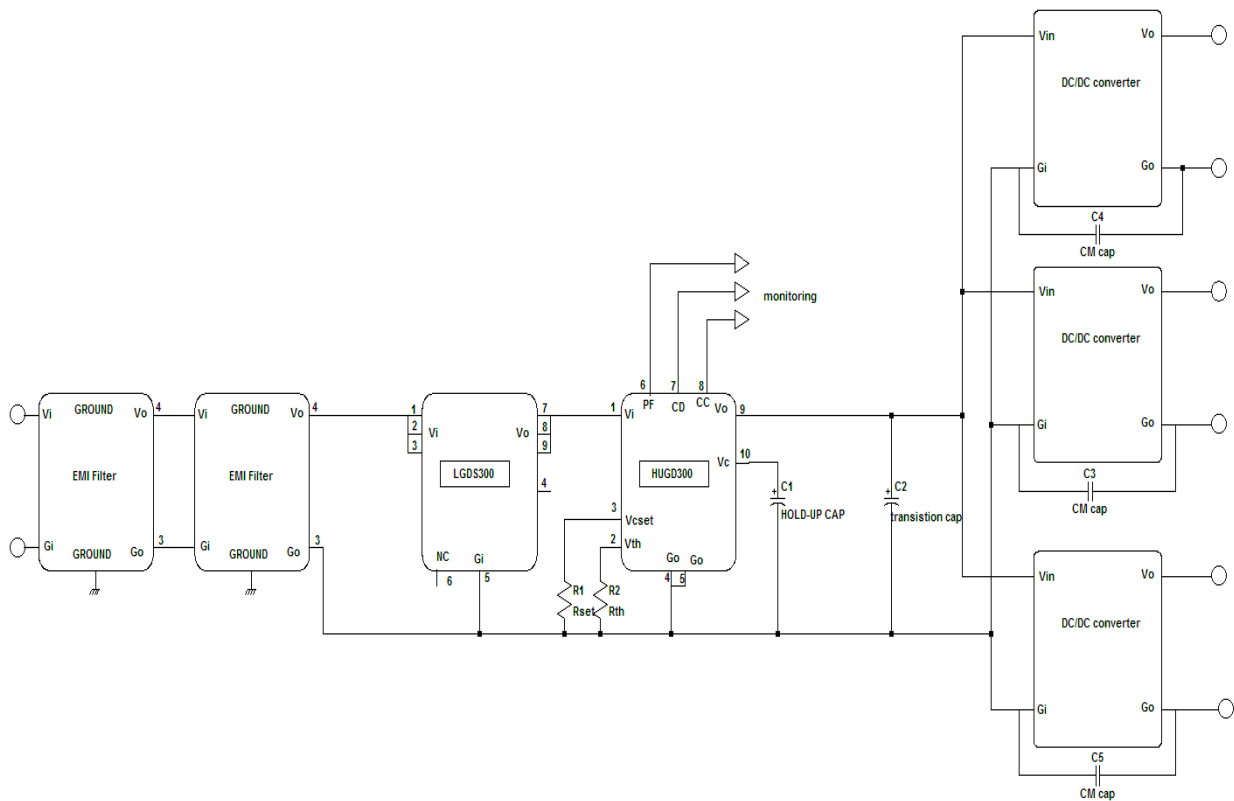 Vin
Vo
DC/DC converter
Gi
Go
C4
CM cap
monitoring
Vin
Vo
DC/DC converter
Gi
Go
C3
CM cap
GROUND
Vi
Vo
4
EMI Filter
Gi
GROUND
Go
3
GROUND
Vi
Vo
4
EMI Filter
Gi
GROUND
Go
3
1
2
3
Vi
7
8
9
Vo
LGDS300
4
NC
6
Gi
5
6
PF
7
CD
8
CC
1
Vi
Vo
9
HUGD300
Vc
10
3
Vcset
2
Vth
Go
Go
4
5
R1
Rset
R2
Rth
+
C1
HOLD-UP CAP
+
C2
transistion cap
Vin
Vo
DC/DC converter
Gi
Go
C5
CM cap